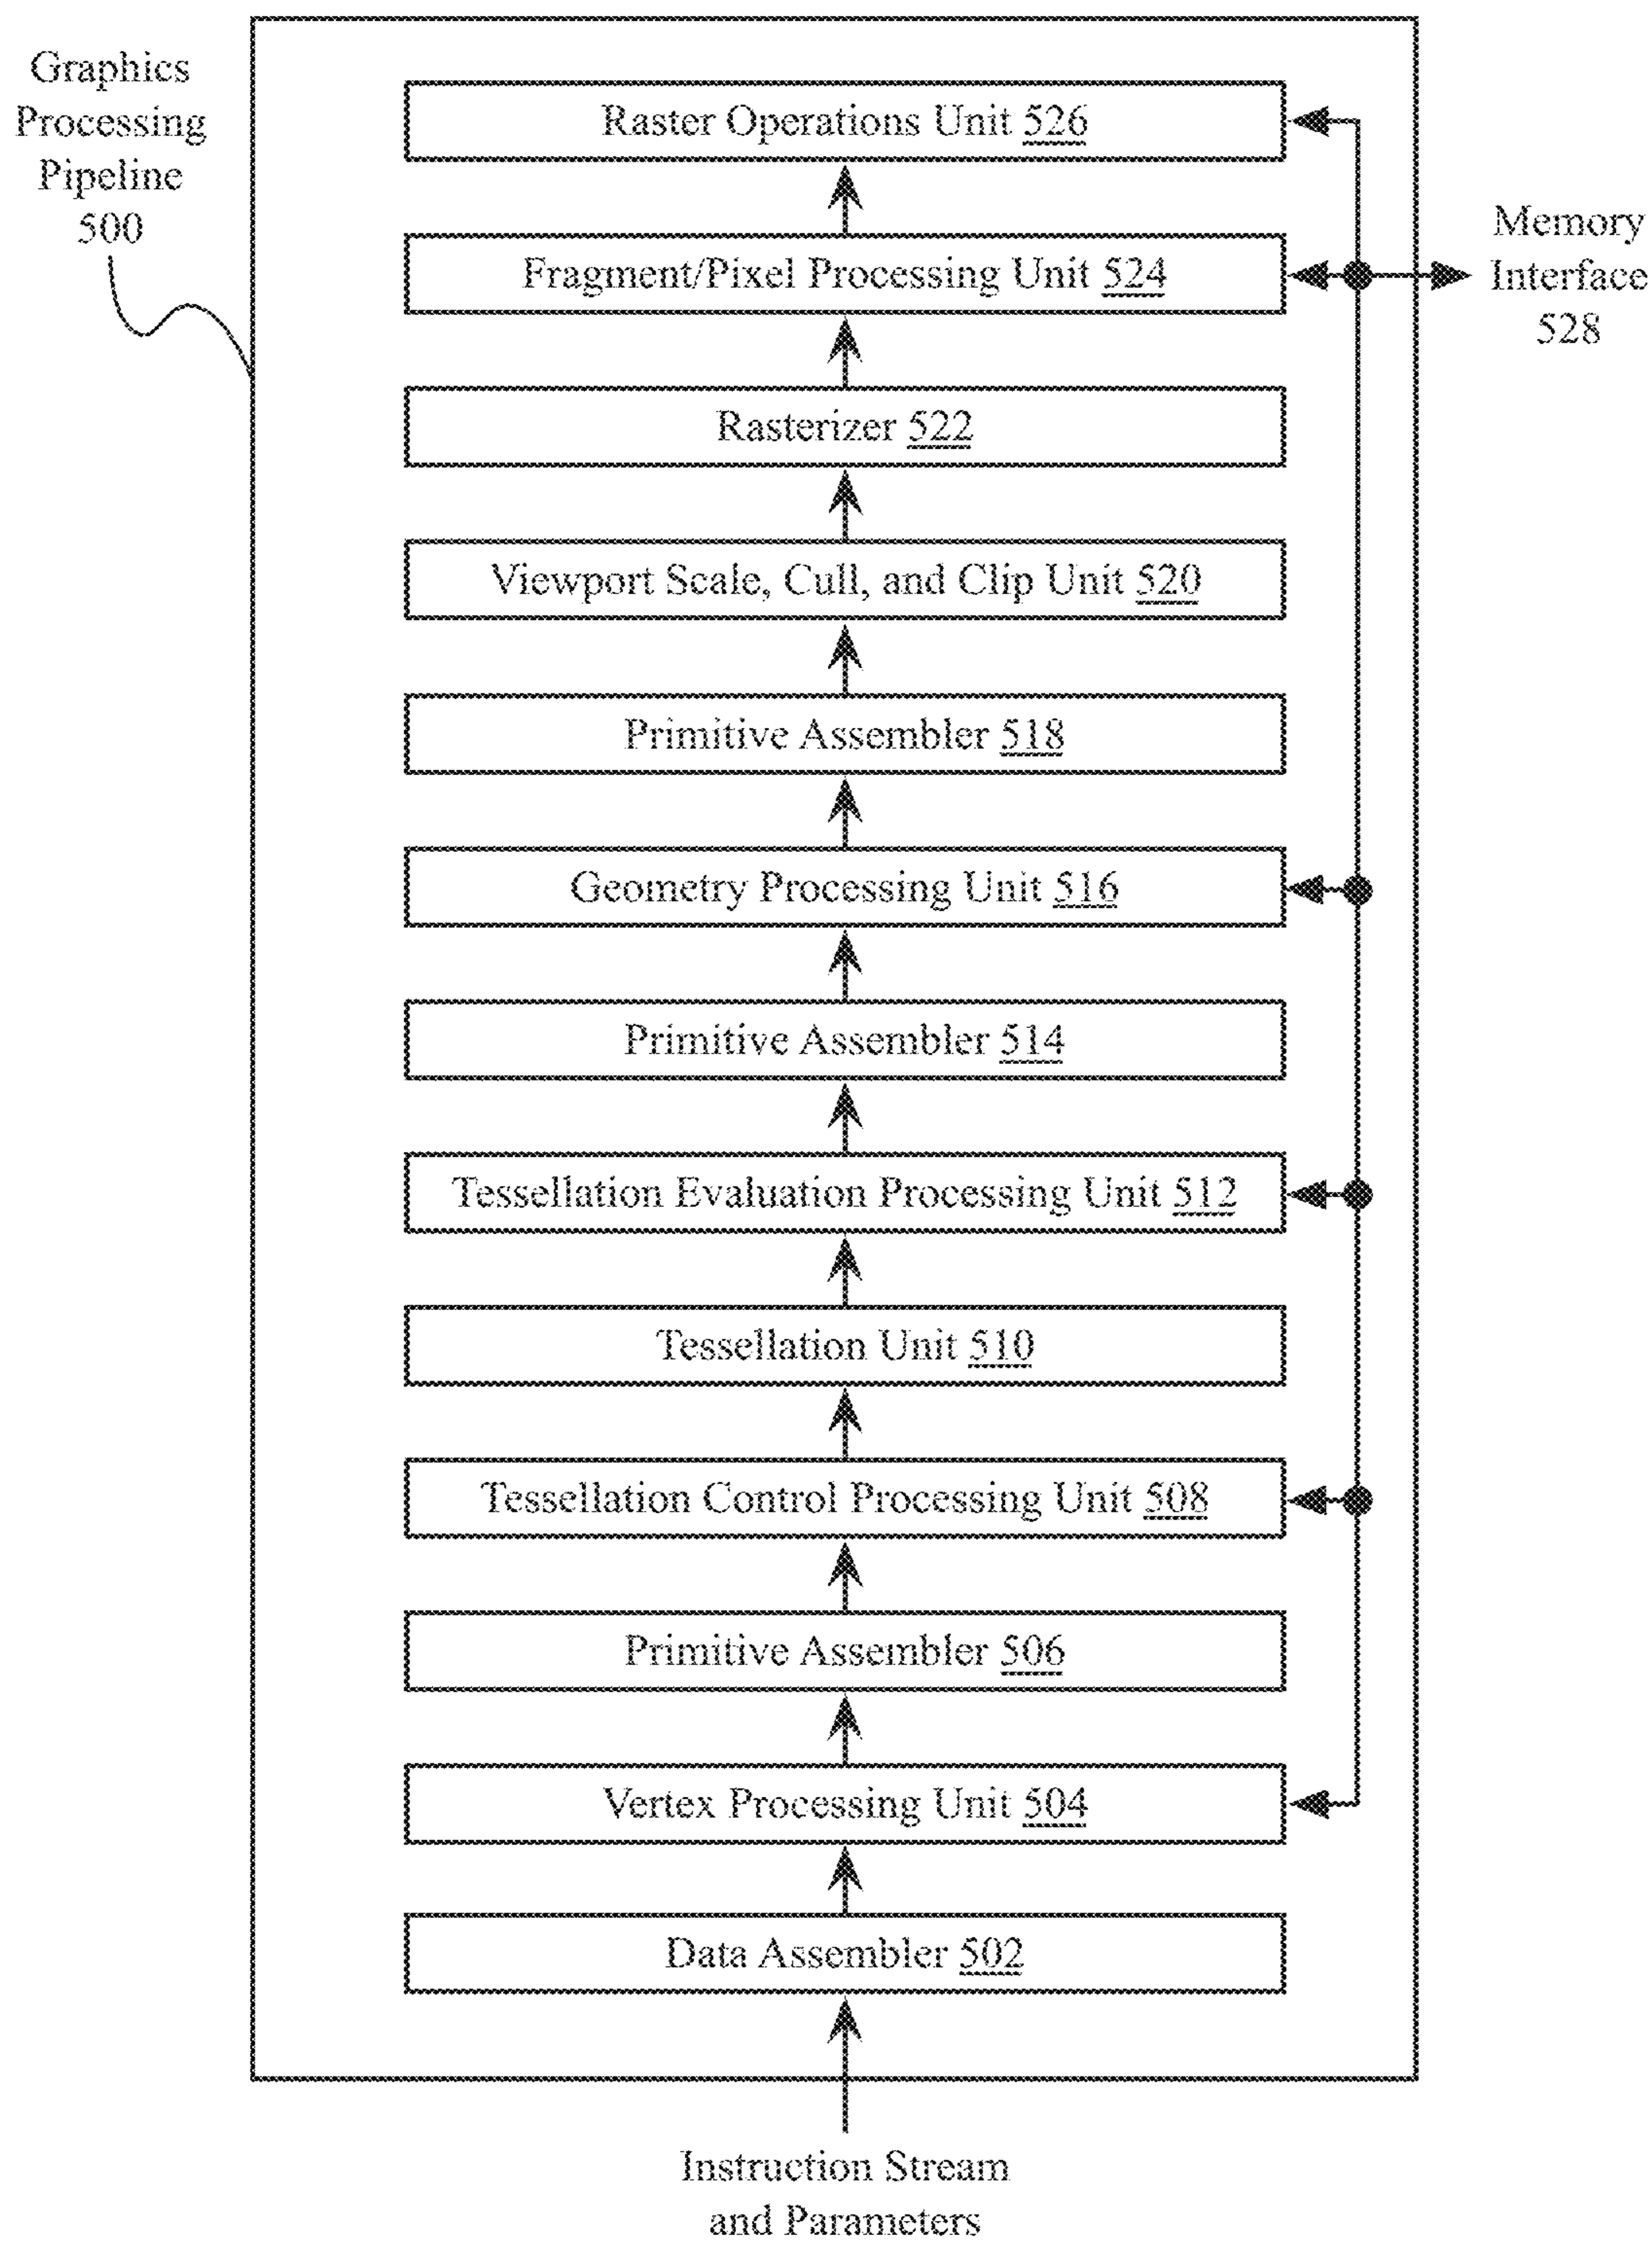 Graphics
Processing
Pipeline
500
Raster Operations Unit 526
Fragment/Pixel Processing Unit 524
Memory
Interface
528
Rasterizer 522
Viewport Scale, Cull, and Clip Unit 520
Primitive Assembler 518
Geometry Processing Unit 516
Primitive Assembler 514
Tessellation Evaluation Processing Unit 512
Tessellation Unit 510
Tessellation Control Processing Unit 508
Primitive Assembler 506
Vertex Processing Unit 504
Data Assembler 502
Instruction Stream
and Parameters